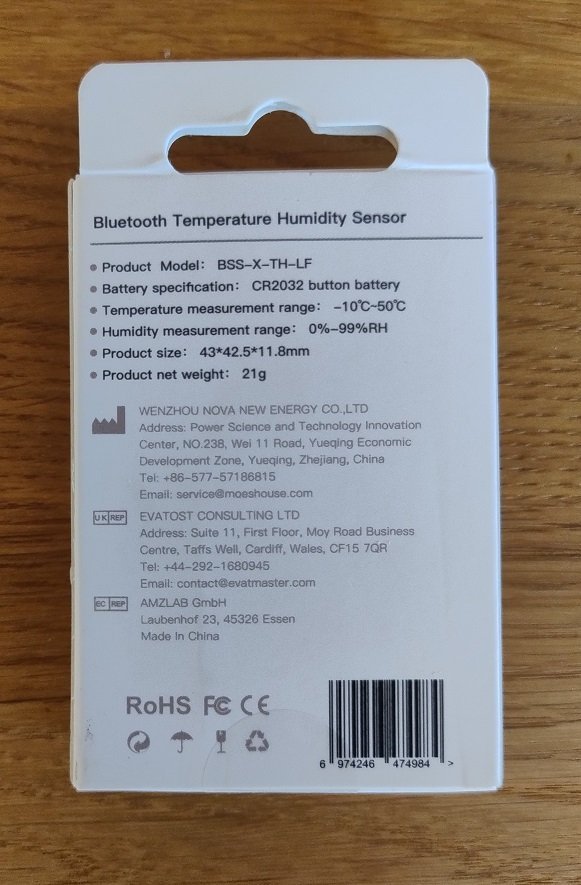 Bluetooth Temperature Humidity Sensor
• Product Model: BSS-X-TH-LF
• Battery specification: CR2032 button battery
• Temperature measurement range: -10℃~50℃
• Humidity measurement range: 0%-99%RH
• Product size: 43*42.5*11.8mm
• Product net weight: 21g
WENZHOU NOVA NEW ENERGY CO.,LTD
Address: Power Science and Technology Innovation
Center, NO.238, Wei 11 Road, Yueqing Economic
Development Zone, Yueqing, Zhejiang, China
Tel: +86-577-57186815
Email: service@moeshouse.com
UK REP EVATOST CONSULTING LTD
Address: Suite 11, First Floor, Moy Road Business
Centre, Taffs Well, Cardiff, Wales, CF15 7QR
Tel: +44-292-1680945
Email: contact@evatmaster.com
EC REP AMZLAB GmbH
Laubenhof 23, 45326 Essen
Made In China
RoHS FC CE
6 974246 474984 >